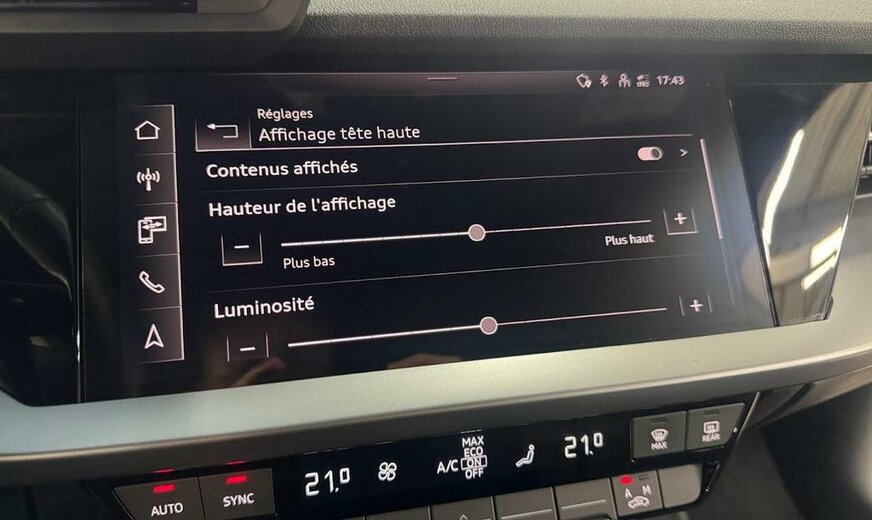 17:43
Réglages
Affichage tête haute
Contenus affichés
Hauteur de l'affichage
Plus bas
Plus haut
Luminosité
21.0
A/C
MAX
ECO
ON
OFF
21.0
MAX
REAR
AUTO
SYNC
A M